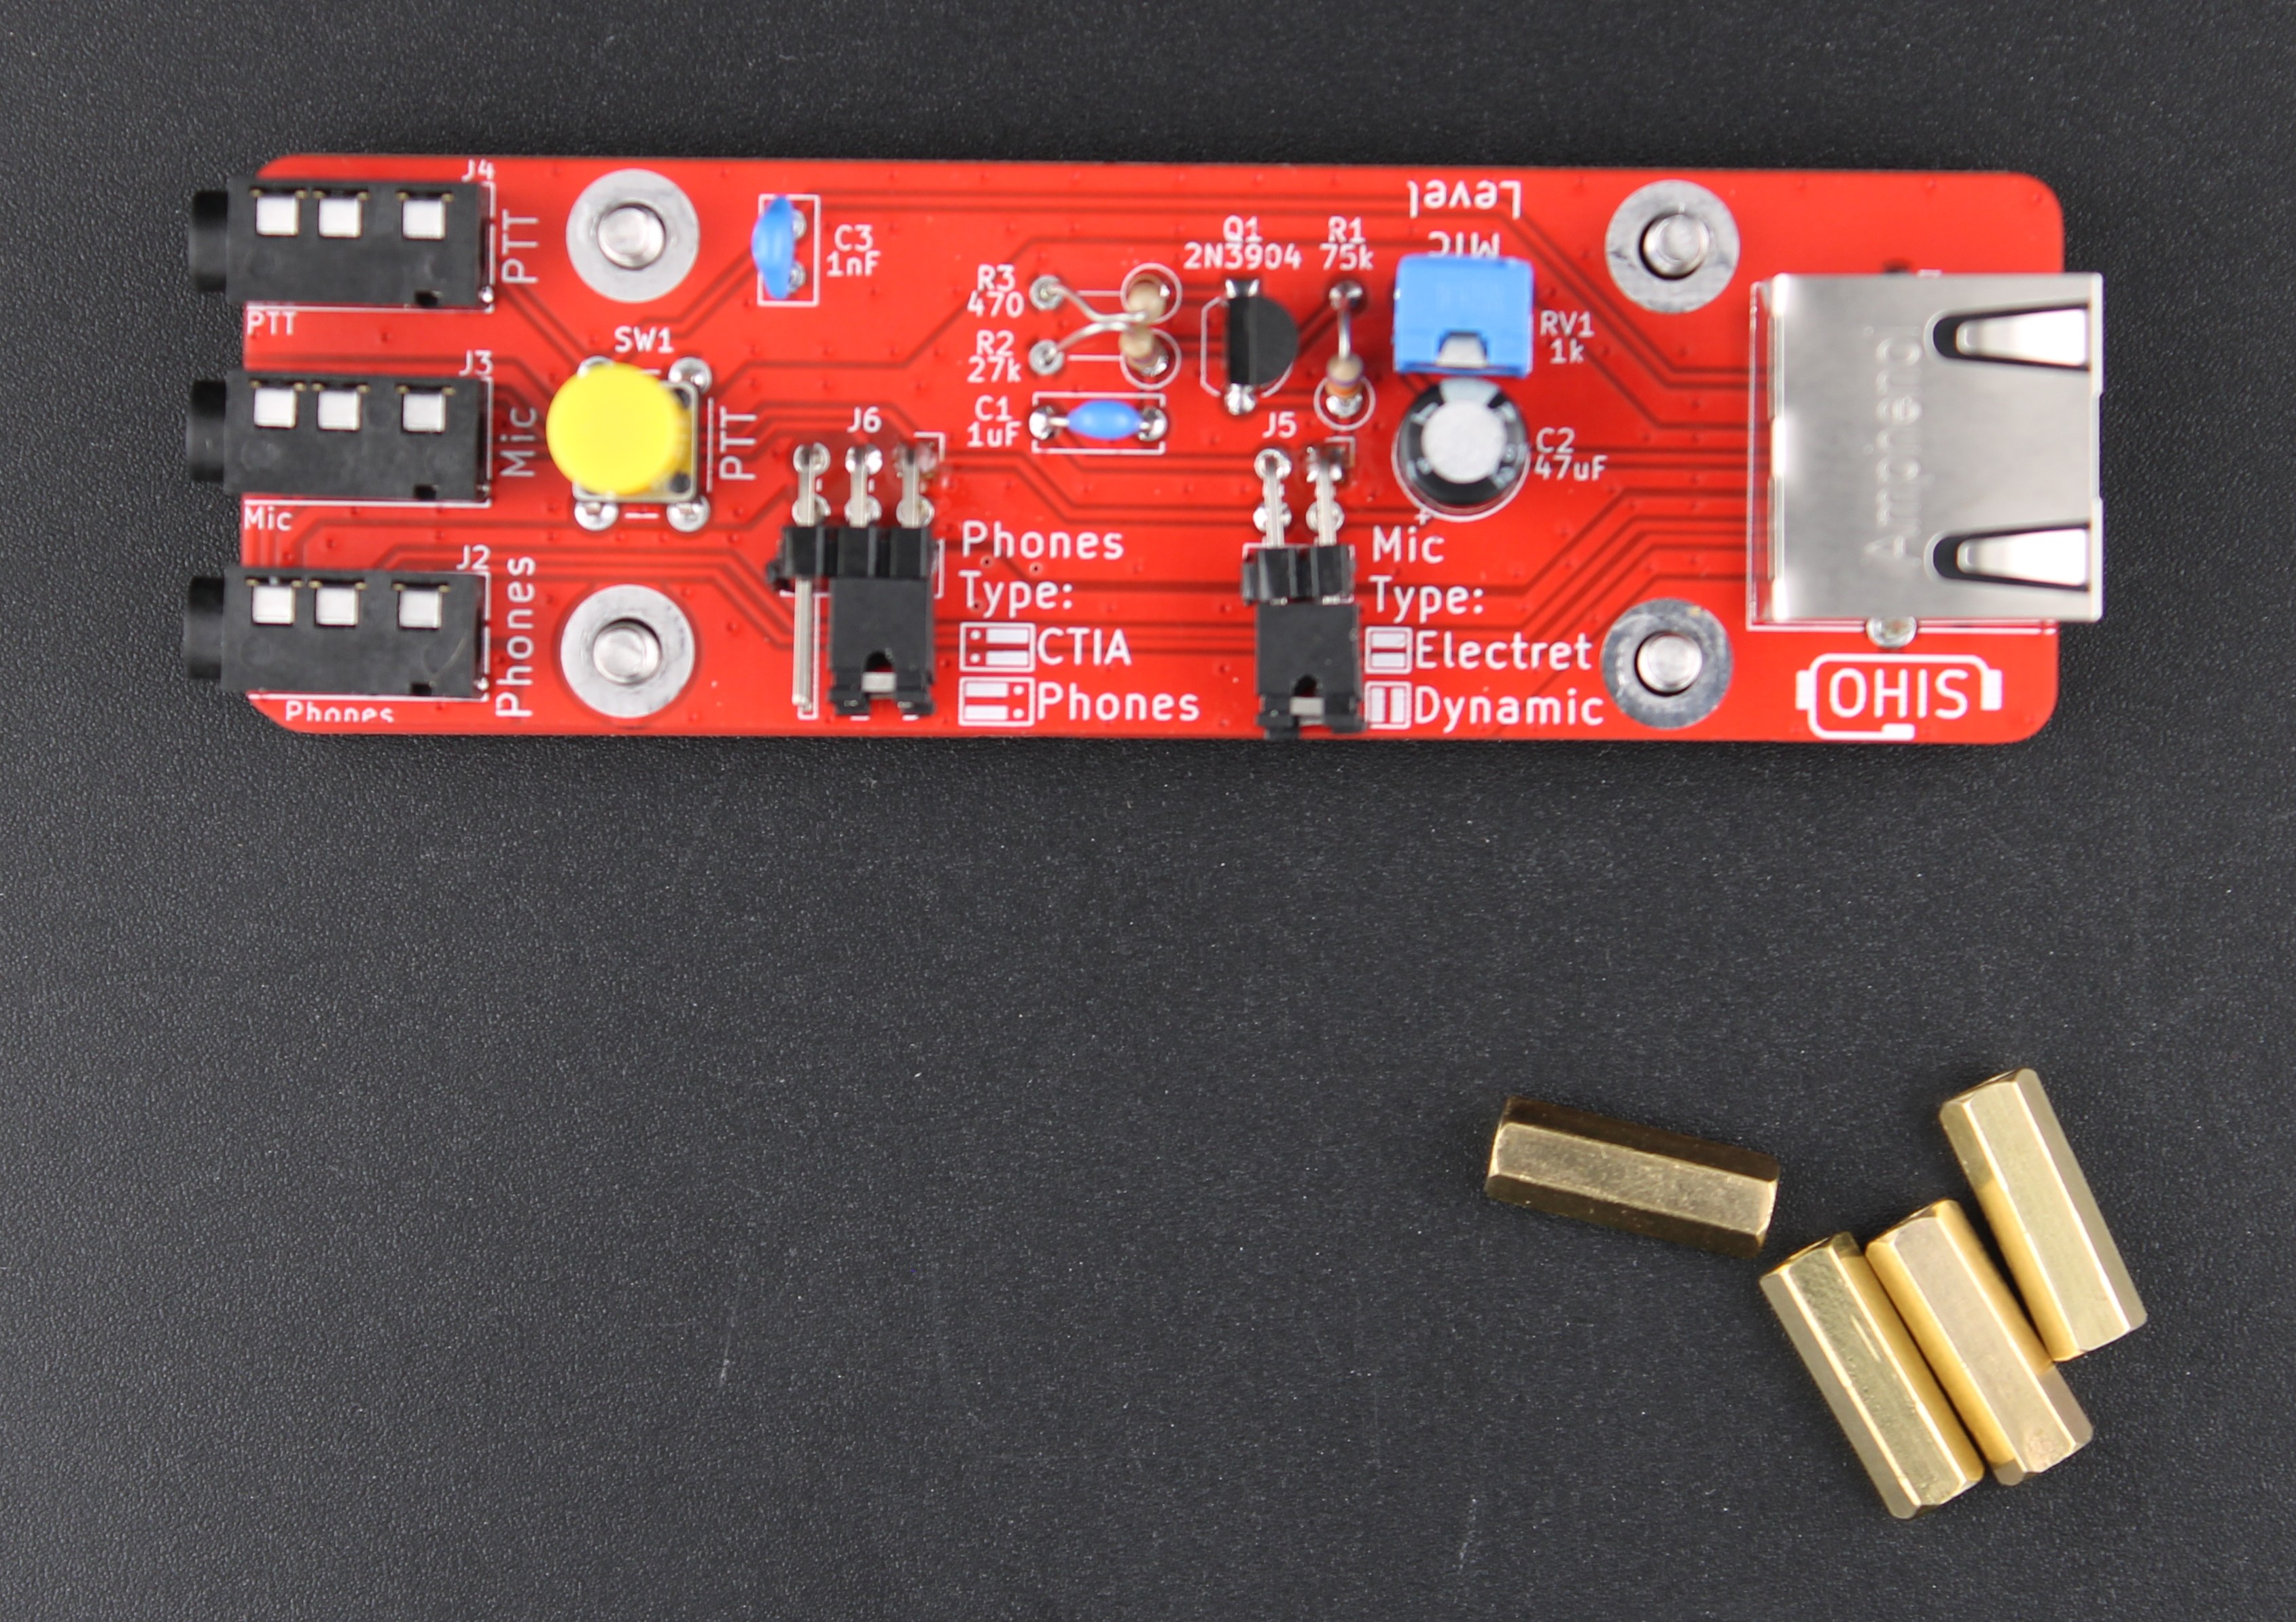 J4
PTT
PTT
J3
Mic
Mic
J2
Phones
Phones
SW1
PTT
C3
1nF
J6
R3
470
R2
27k
C1
1uF
Q1
2N3904
R1
75k
Level
MIC
RV1
1k
J5
C2
47uF
+
Phones
Type:
CTIA
Phones
Mic
Type:
Electret
Dynamic
Amphenol
OHIS